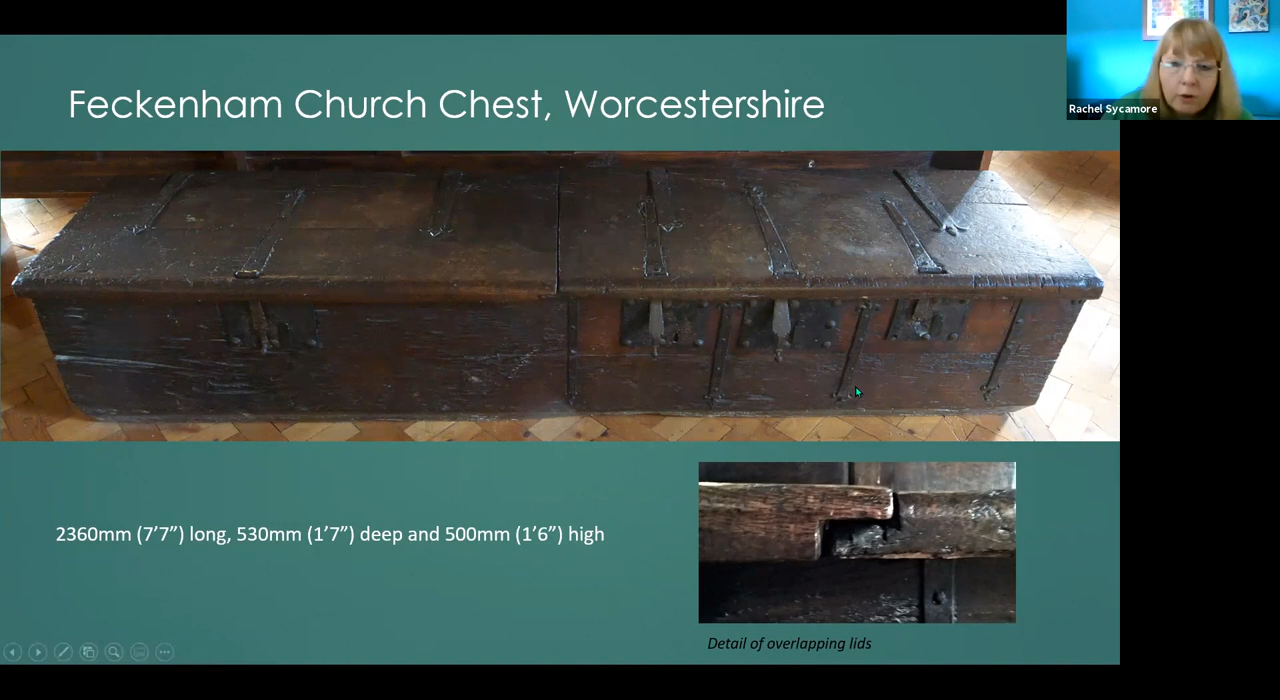 Feckenham Church Chest, Worcestershire
Rachel Sycamore
2360mm (7’7”) long, 530mm (1’7”) deep and 500mm (1’6”) high
Detail of overlapping lids